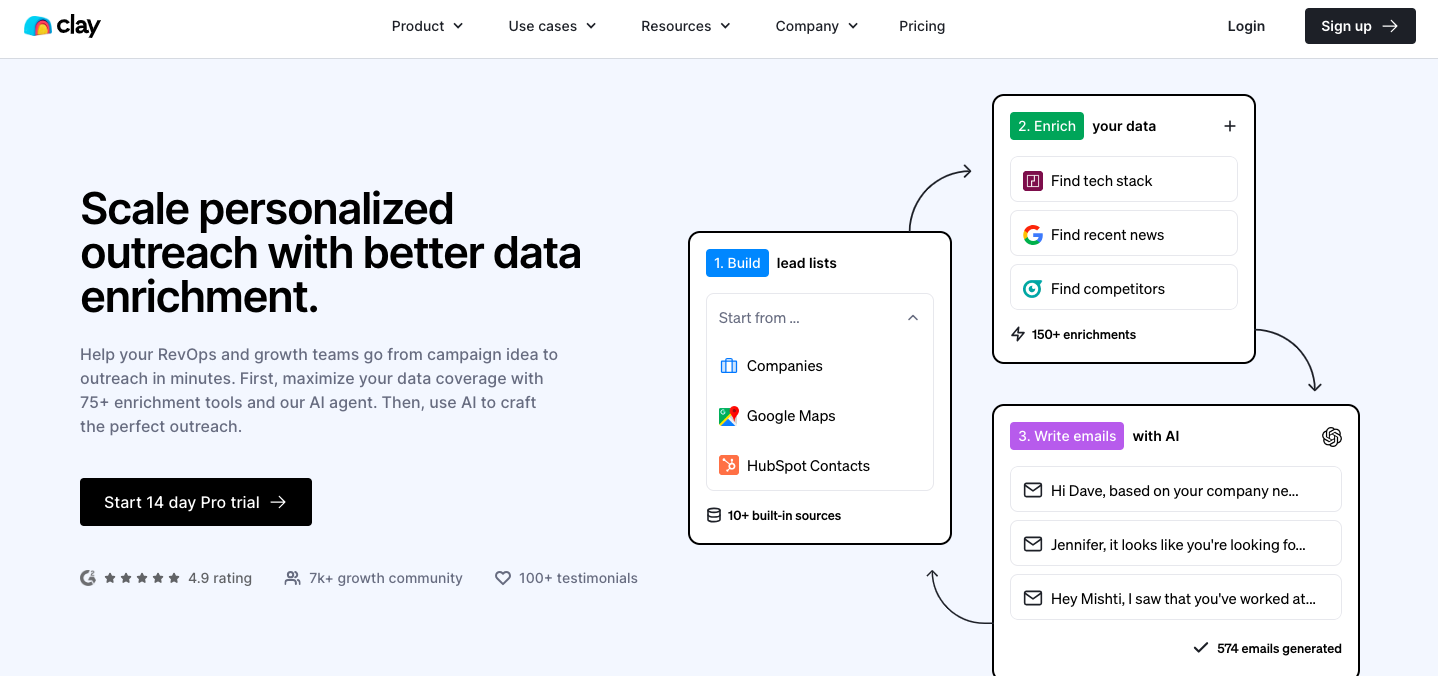 clay
Product
Use cases
Resources
Company
Pricing
Login
Sign up
Scale personalized
outreach with better data
enrichment.
Help your RevOps and growth teams go from campaign idea to
outreach in minutes. First, maximize your data coverage with
75+ enrichment tools and our AI agent. Then, use AI to craft
the perfect outreach.
Start 14 day Pro trial
4.9 rating
7k+ growth community
100+ testimonials
1. Build lead lists
Start from ...
Companies
Google Maps
HubSpot Contacts
10+ built-in sources
2. Enrich your data
Find tech stack
Find recent news
Find competitors
150+ enrichments
3. Write emails with AI
Hi Dave, based on your company ne...
Jennifer, it looks like you're looking fo...
Hey Mishti, I saw that you've worked at...
574 emails generated